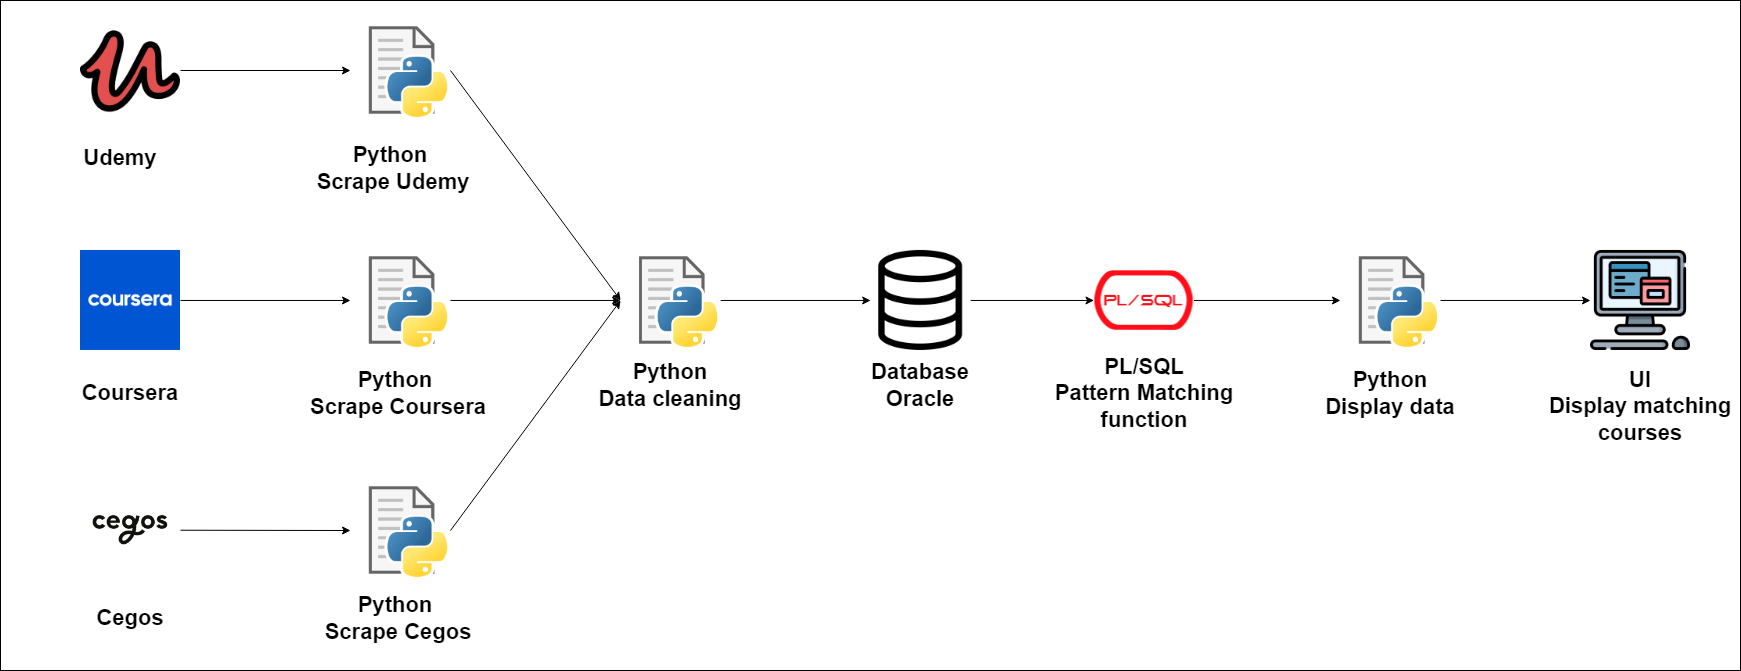 Udemy
Python
Scrape Udemy
coursera
Coursera
Python
Scrape Coursera
cegos
Cegos
Python
Scrape Cegos
Python
Data cleaning
Database
Oracle
PL/SQL
PL/SQL
Pattern Matching
function
Python
Display data
UI
Display matching
courses